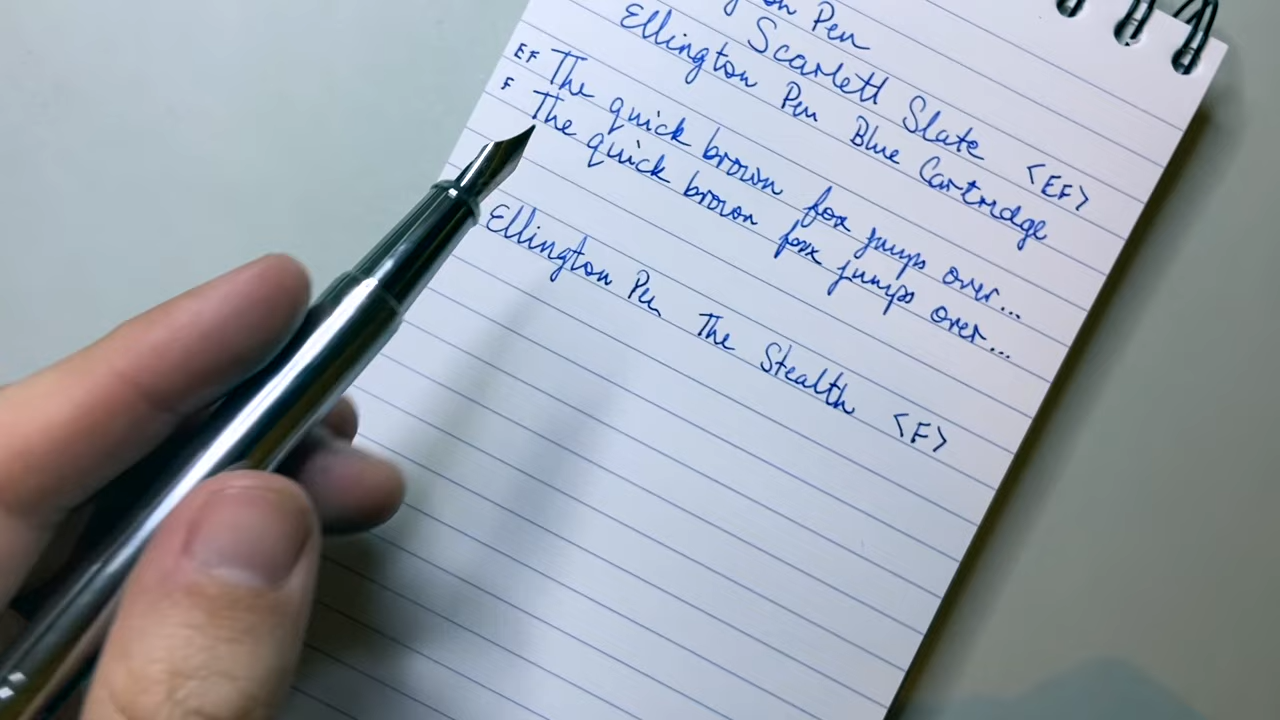 Pen
Scarlett Slate <EF>
Ellington Pen Blue Cartridge
EF The quick brown fox jumps over...
F The quick brown fox jumps over...
Ellington Pen The Stealth <F>